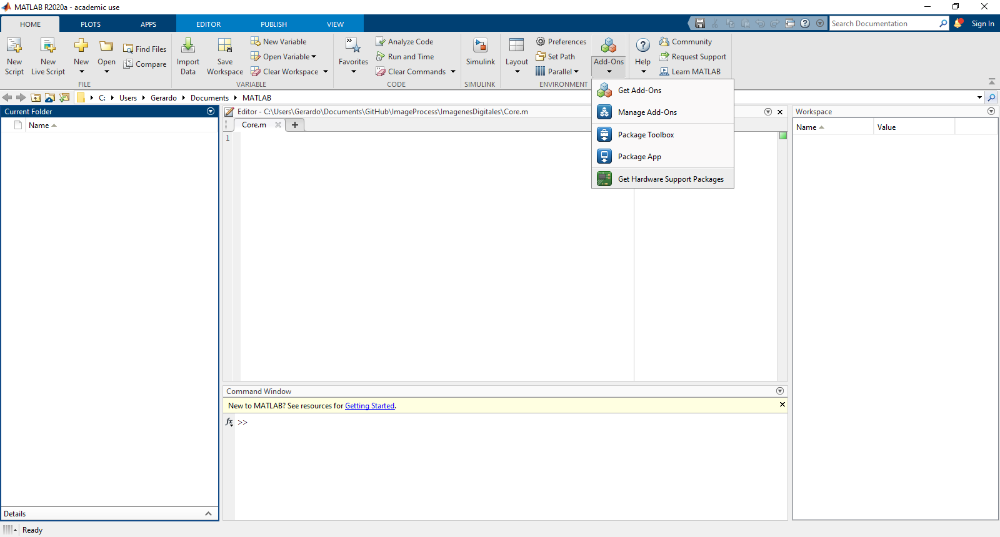 MATLAB R2020a - academic use
HOME PLOTS APPS EDITOR PUBLISH VIEW
Search Documentation Sign In
New Script
New Live Script
New
Open
Find Files
Compare
FILE
Import Data
Save Workspace
New Variable
Open Variable
Clear Workspace
VARIABLE
Favorites
Analyze Code
Run and Time
Clear Commands
CODE
Simulink
SIMULINK
Layout
Preferences
Set Path
Parallel
Add-Ons
ENVIRONMENT
Help
Community
Request Support
Learn MATLAB
C: Users Gerardo Documents MATLAB
Get Add-Ons
Manage Add-Ons
Package Toolbox
Package App
Get Hardware Support Packages
Current Folder
Name
Details
Editor - C:\Users\Gerardo\Documents\GitHub\ImageProcess\ImagenesDigitales\Core.m
Core.m
1
Command Window
New to MATLAB? See resources for Getting Started.
fx >>
Workspace
Name Value
Ready